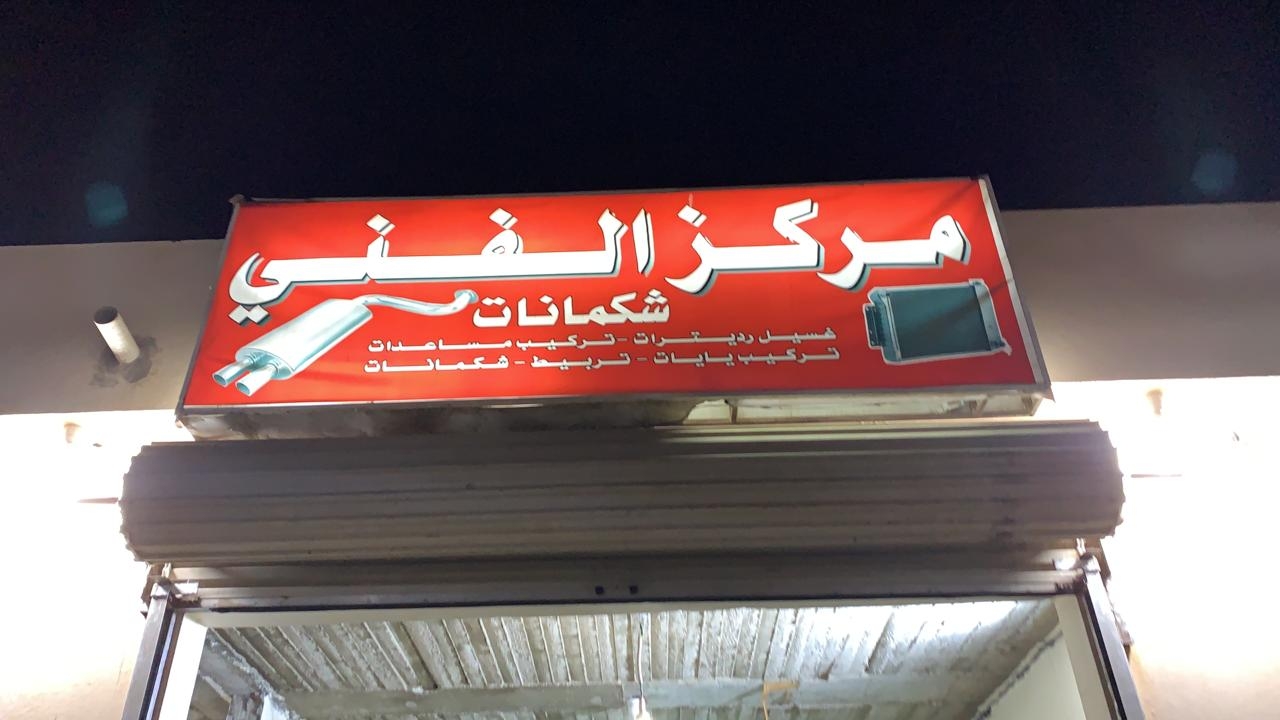 مركز الفني
شكمانات
غسيل رديترات - تركيب مساعدات
تركيب يايات - تربيط - شكمانات